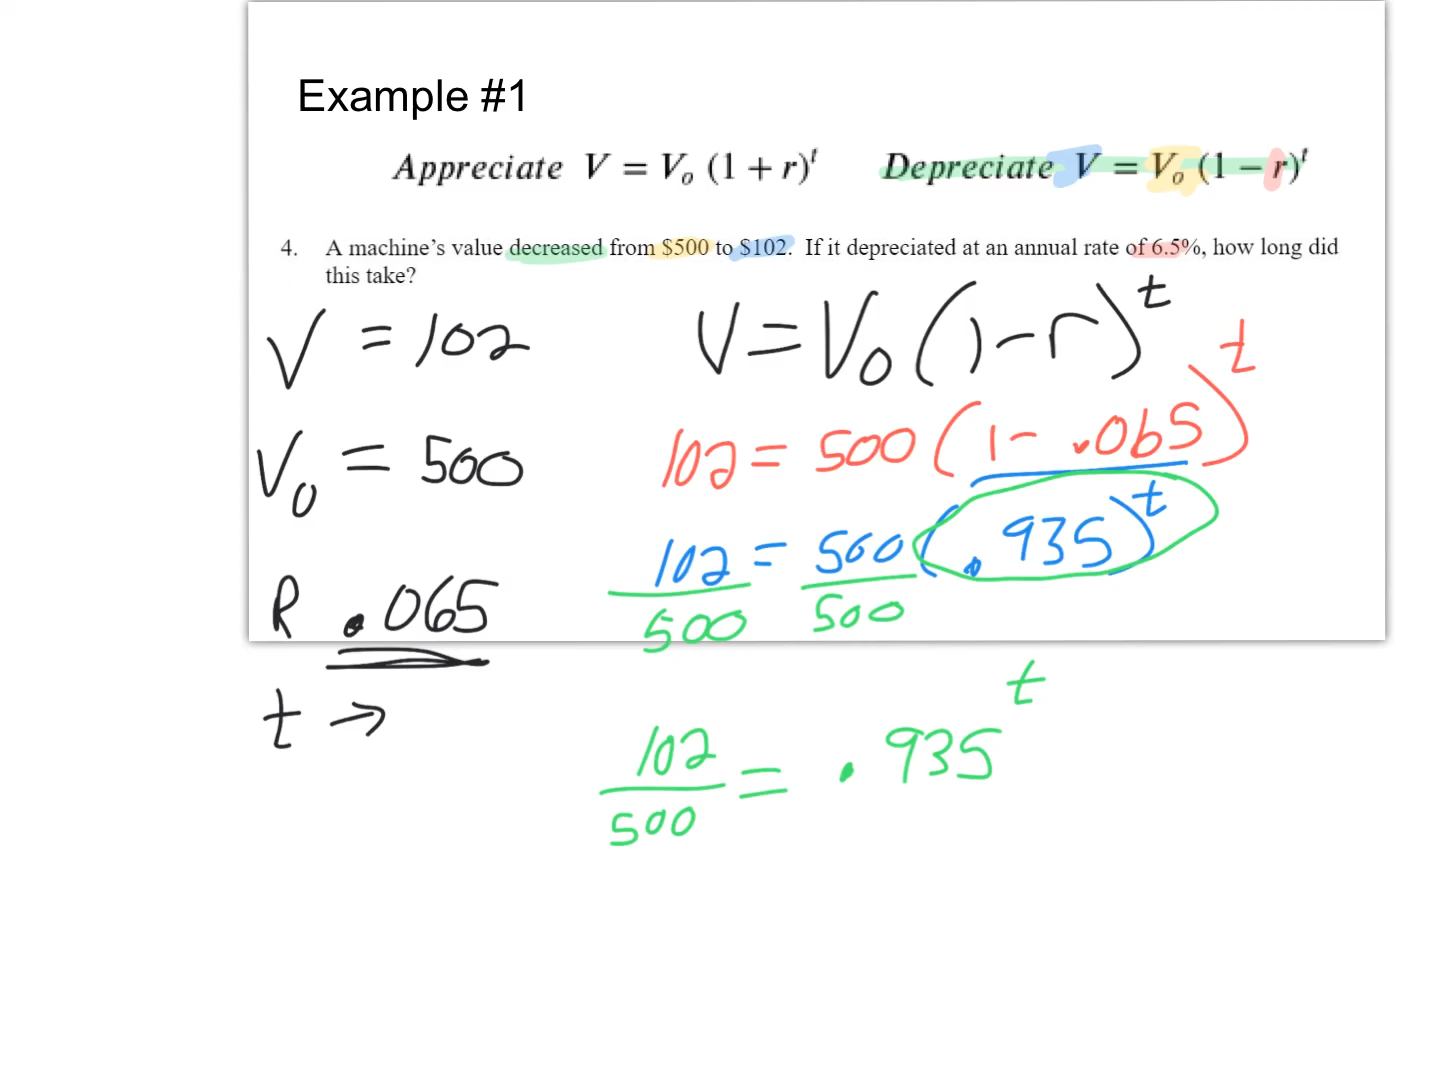 Example #1
Appreciate V = Vo (1 + r)^t Depreciate V = Vo (1 − r)^t
4. A machine's value decreased from $500 to $102. If it depreciated at an annual rate of 6.5%, how long did
this take?
V = 102
V0 = 500
R .065
t →
V = V0 (1 - r)^t
102 = 500 (1 - .065)^t
102 = 500 (.935)^t
500 500
102 = .935^t
500